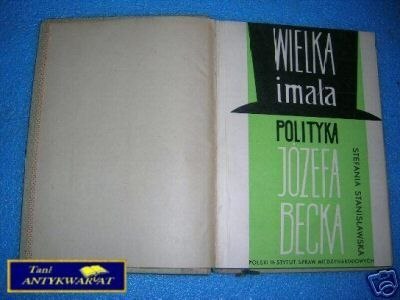 WIELKA
i mała
POLITYKA
JÓZEFA
BECKA
STEFANIA STANISŁAWSKA
POLSKI INSTYTUT SPRAW MIĘDZYNARODOWYCH
Tani
ANTYKWARIAT